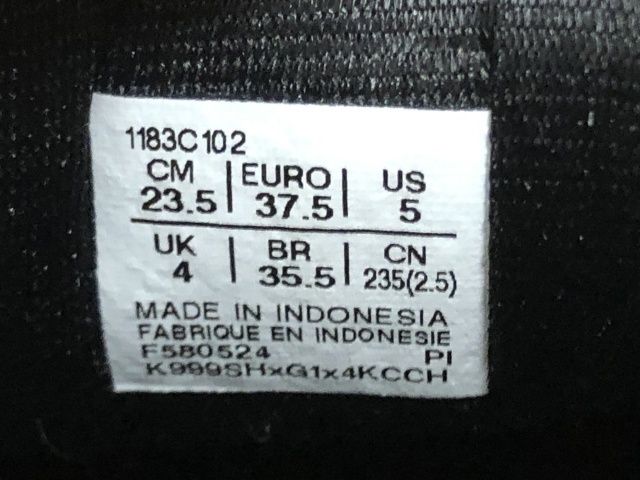 1183C102
CM | EURO | US
23.5 | 37.5 | 5
UK | BR | CN
4 | 35.5 | 235(2.5)
MADE IN INDONESIA
FABRIQUE EN INDONESIE
F580524 PI
K999SHxG1x4KCCH